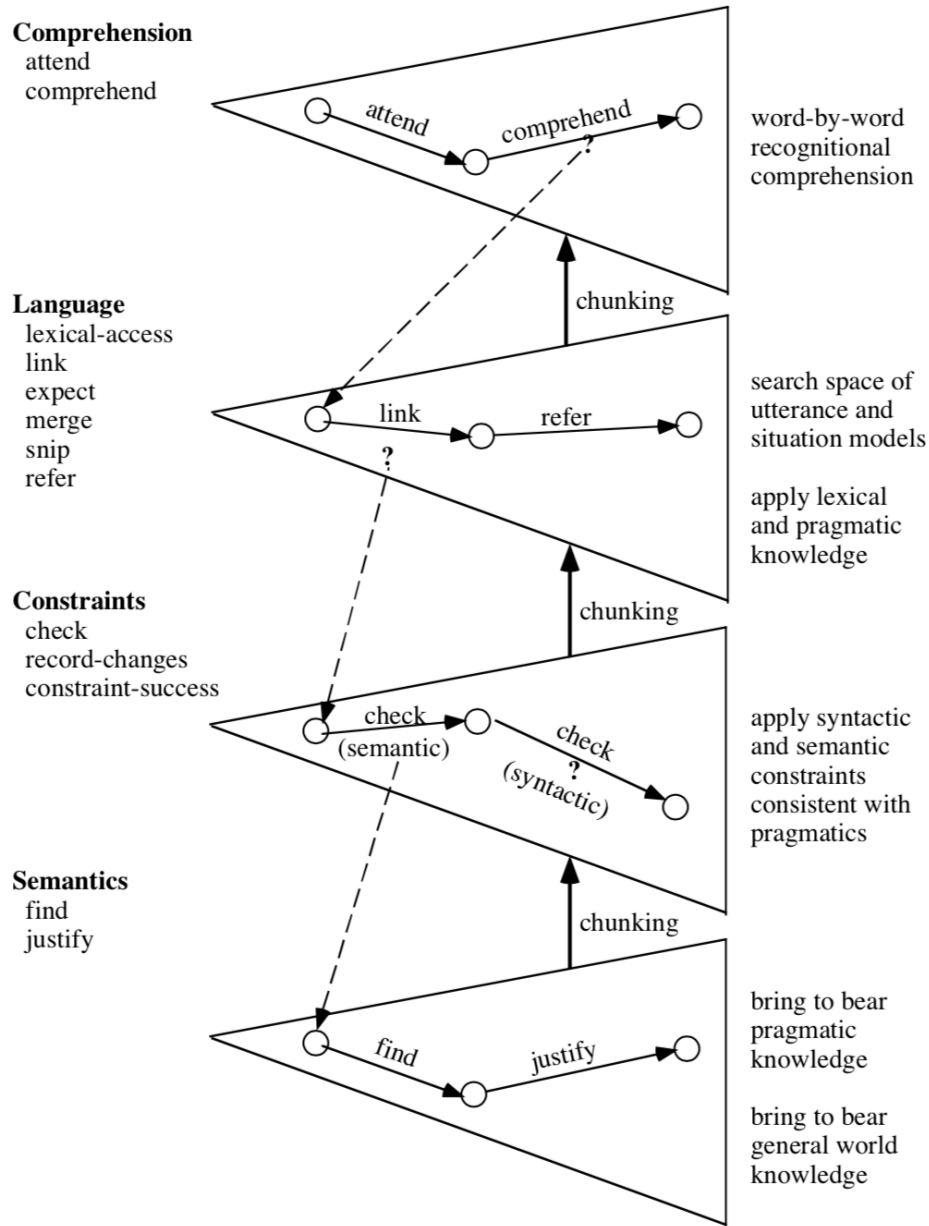 Comprehension
attend
comprehend
attend
comprehend
?
word-by-word
recognitional
comprehension
chunking
Language
lexical-access
link
expect
merge
snip
refer
link
refer
?
search space of
utterance and
situation models
apply lexical
and pragmatic
knowledge
chunking
Constraints
check
record-changes
constraint-success
check
(semantic)
check
?
(syntactic)
apply syntactic
and semantic
constraints
consistent with
pragmatics
chunking
Semantics
find
justify
find
justify
bring to bear
pragmatic
knowledge
bring to bear
general world
knowledge